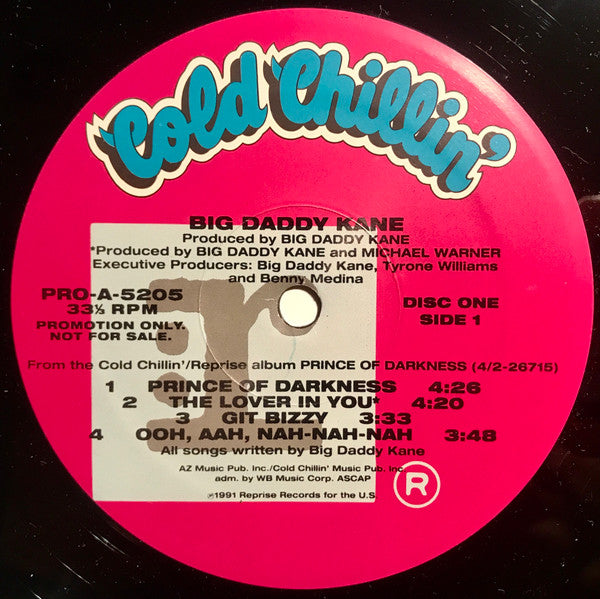 Cold Chillin'
BIG DADDY KANE
Produced by BIG DADDY KANE
*Produced by BIG DADDY KANE and MICHAEL WARNER
Executive Producers: Big Daddy Kane, Tyrone Williams
and Benny Medina
PRO-A-5205
33⅓ RPM
PROMOTION ONLY.
NOT FOR SALE.
DISC ONE
SIDE 1
From the Cold Chillin'/Reprise album PRINCE OF DARKNESS (4/2-26715)
1 PRINCE OF DARKNESS 4:26
2 THE LOVER IN YOU* 4:20
3 GIT BIZZY 3:33
4 OOH, AAH, NAH-NAH-NAH 3:48
All songs written by Big Daddy Kane
AZ Music Pub. Inc./Cold Chillin' Music Pub. Inc.
adm. by WB Music Corp. ASCAP
℗1991 Reprise Records for the U.S.
r
R